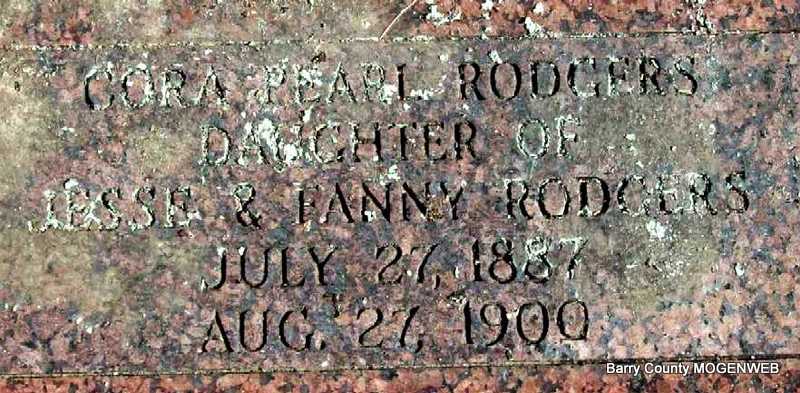 CORA PEARL RODGERS
DAUGHTER OF
JESSE & FANNY RODGERS
JULY 27, 1887
AUG. 27, 1900
Barry County MOGENWEB